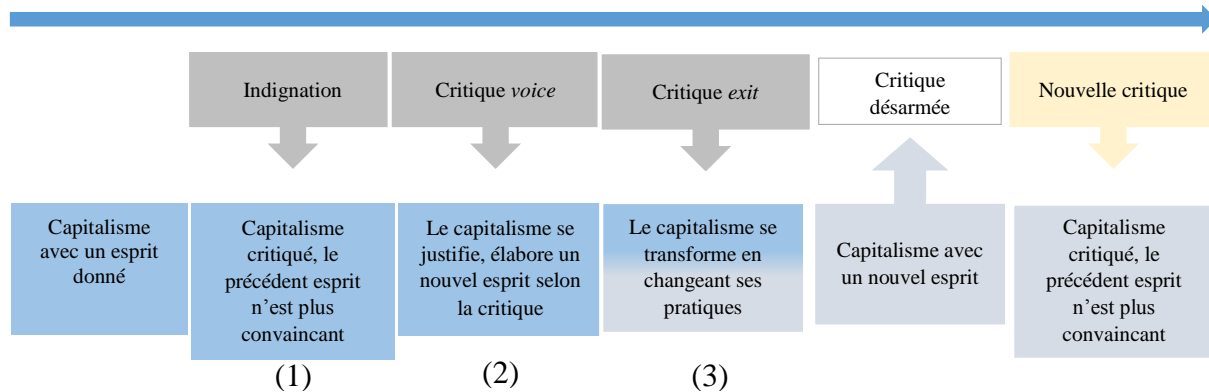 Indignation
Critique voice
Critique exit
Critique
désarmée
Nouvelle critique
Capitalisme
avec un esprit
donné
Capitalisme
critiqué, le
précédent esprit
n’est plus
convaincant
Le capitalisme se
justifie, élabore un
nouvel esprit selon
la critique
Le capitalisme se
transforme en
changeant ses
pratiques
Capitalisme avec
un nouvel esprit
Capitalisme
critiqué, le
précédent esprit
n’est plus
convaincant
(1)
(2)
(3)